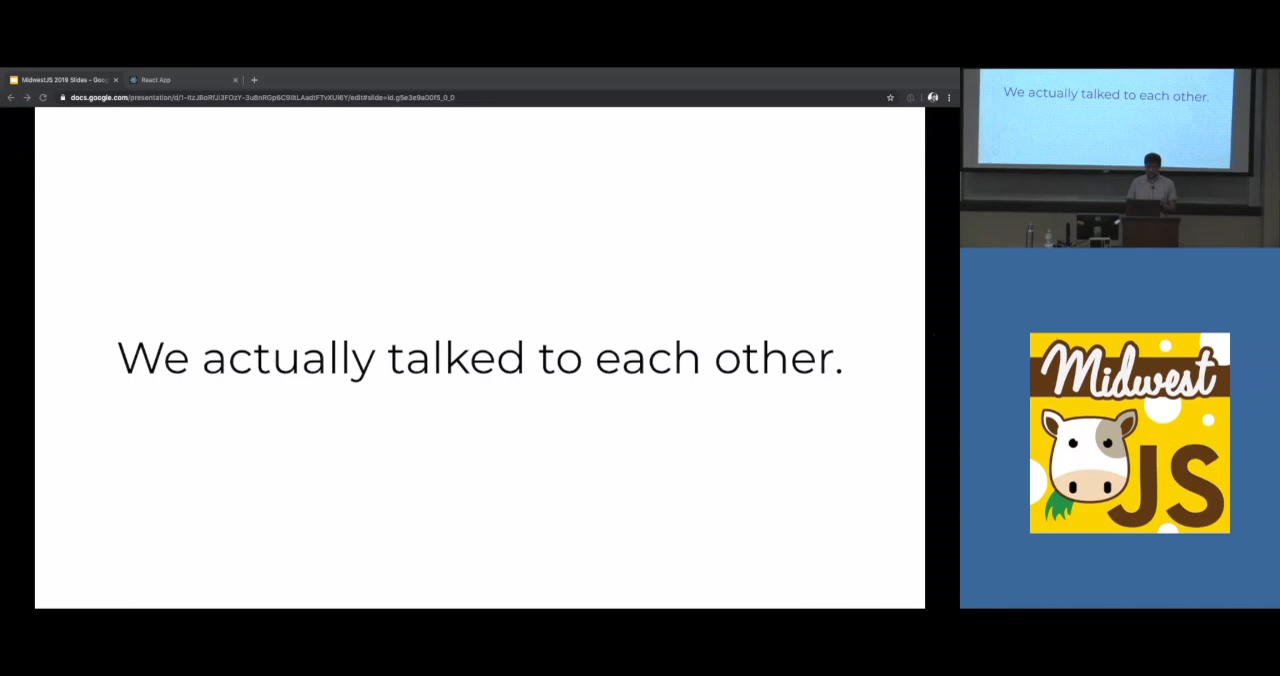 MidwestJS 2019 Slides - Goo
React App
We actually talked to each other.
We actually talked to each other.
Midwest
JS